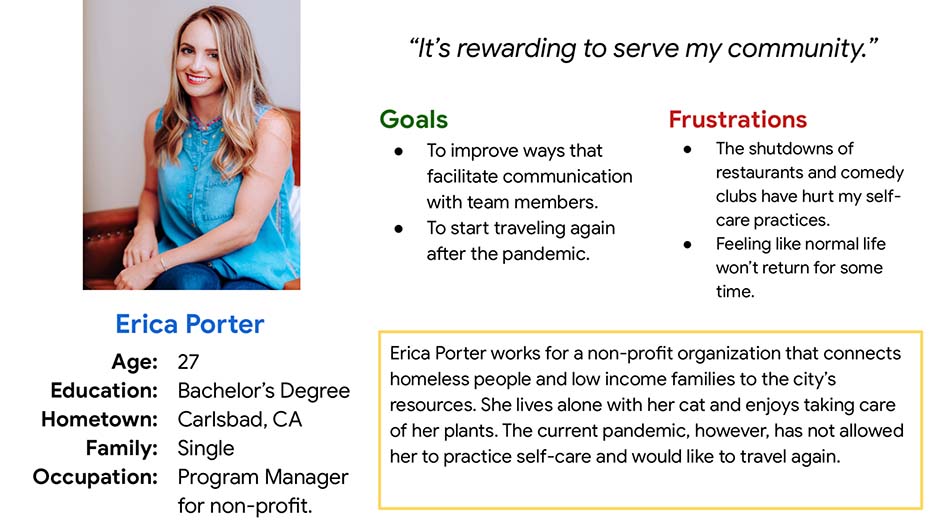 “It’s rewarding to serve my community.”
Goals
● To improve ways that
facilitate communication
with team members.
● To start traveling again
after the pandemic.
Frustrations
● The shutdowns of
restaurants and comedy
clubs have hurt my self-
care practices.
● Feeling like normal life
won’t return for some
time.
Erica Porter
Age: 27
Education: Bachelor’s Degree
Hometown: Carlsbad, CA
Family: Single
Occupation: Program Manager
for non-profit.
Erica Porter works for a non-profit organization that connects
homeless people and low income families to the city’s
resources. She lives alone with her cat and enjoys taking care
of her plants. The current pandemic, however, has not allowed
her to practice self-care and would like to travel again.